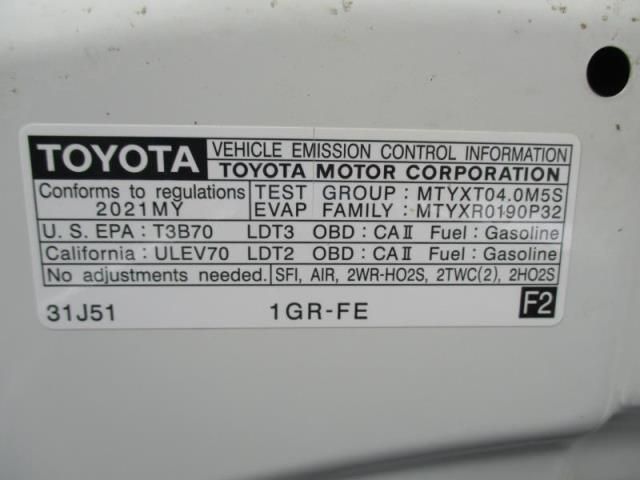 TOYOTA VEHICLE EMISSION CONTROL INFORMATION
TOYOTA MOTOR CORPORATION
Conforms to regulations TEST GROUP : MTYXT04.0M5S
2021MY EVAP FAMILY : MTYXR0190P32
U. S. EPA : T3B70 LDT3 OBD : CAⅡ Fuel : Gasoline
California : ULEV70 LDT2 OBD : CAⅡ Fuel : Gasoline
No adjustments needed. SFI, AIR, 2WR-HO2S, 2TWC(2), 2HO2S
31J51 1GR-FE F2